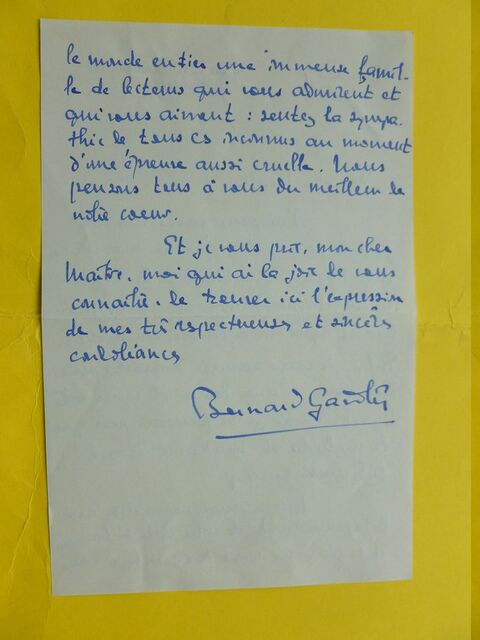 le monde entier une immense famil-
le de lecteurs qui vous admirent et
qui vous aiment : sentez la sympa-
thie de tous ces inconnus au moment
d'une épreuve aussi cruelle. Nous
pensons tous à vous du meilleur de
notre coeur.
Et je vous prie, mon cher
Maître, moi qui ai la joie de vous
connaître, de trouver ici l'expression
de mes très respectueuses et sincères
condoléances
Bernard